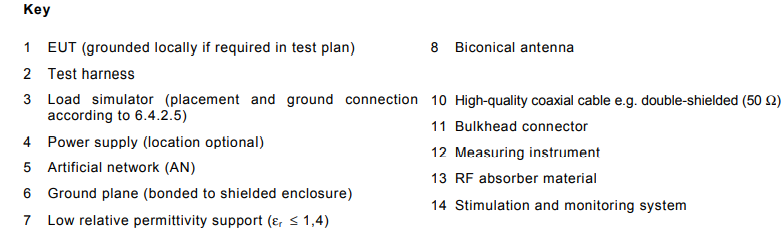 Key
1 EUT (grounded locally if required in test plan)
2 Test harness
3 Load simulator (placement and ground connection
according to 6.4.2.5)
4 Power supply (location optional)
5 Artificial network (AN)
6 Ground plane (bonded to shielded enclosure)
7 Low relative permittivity support (εr ≤ 1,4)
8 Biconical antenna
10 High-quality coaxial cable e.g. double-shielded (50 Ω)
11 Bulkhead connector
12 Measuring instrument
13 RF absorber material
14 Stimulation and monitoring system